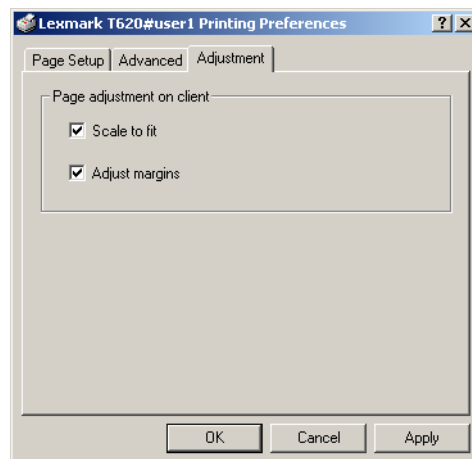 Lexmark T620#user1 Printing Preferences
Page Setup Advanced Adjustment
Page adjustment on client
Scale to fit
Adjust margins
OK Cancel Apply